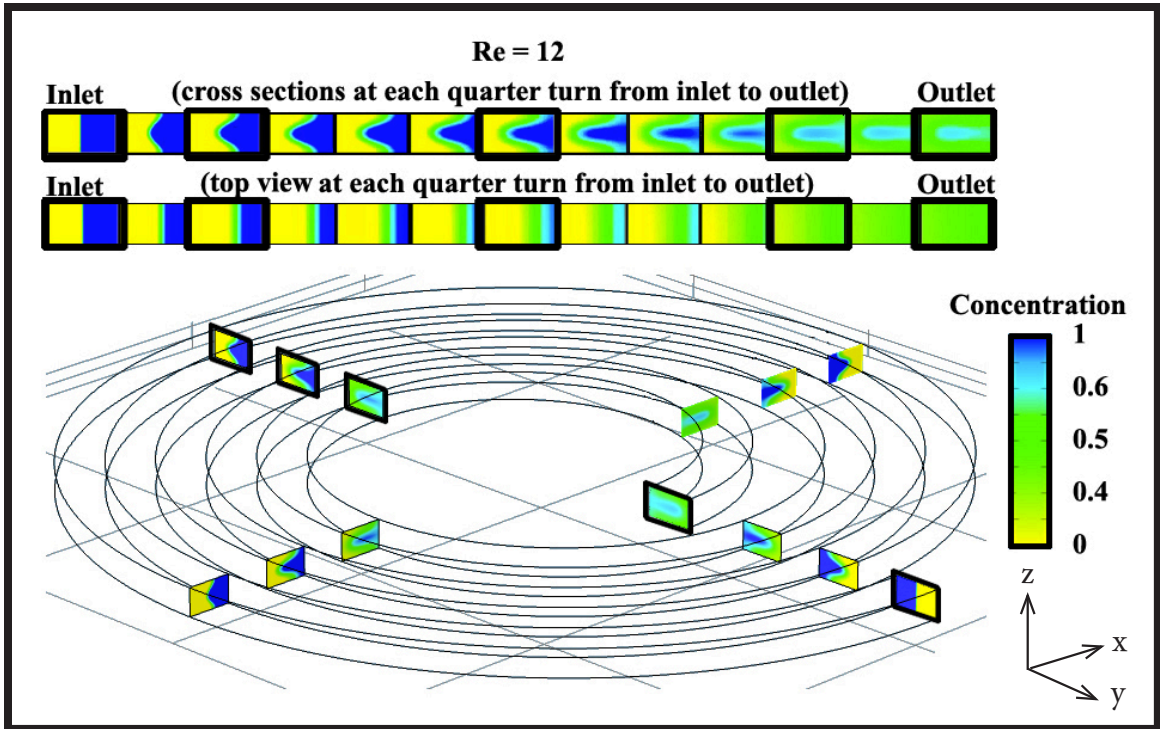 Re = 12
Inlet (cross sections at each quarter turn from inlet to outlet) Outlet
Inlet (top view at each quarter turn from inlet to outlet) Outlet
Concentration
1
0.6
0.5
0.4
0
z
x
y